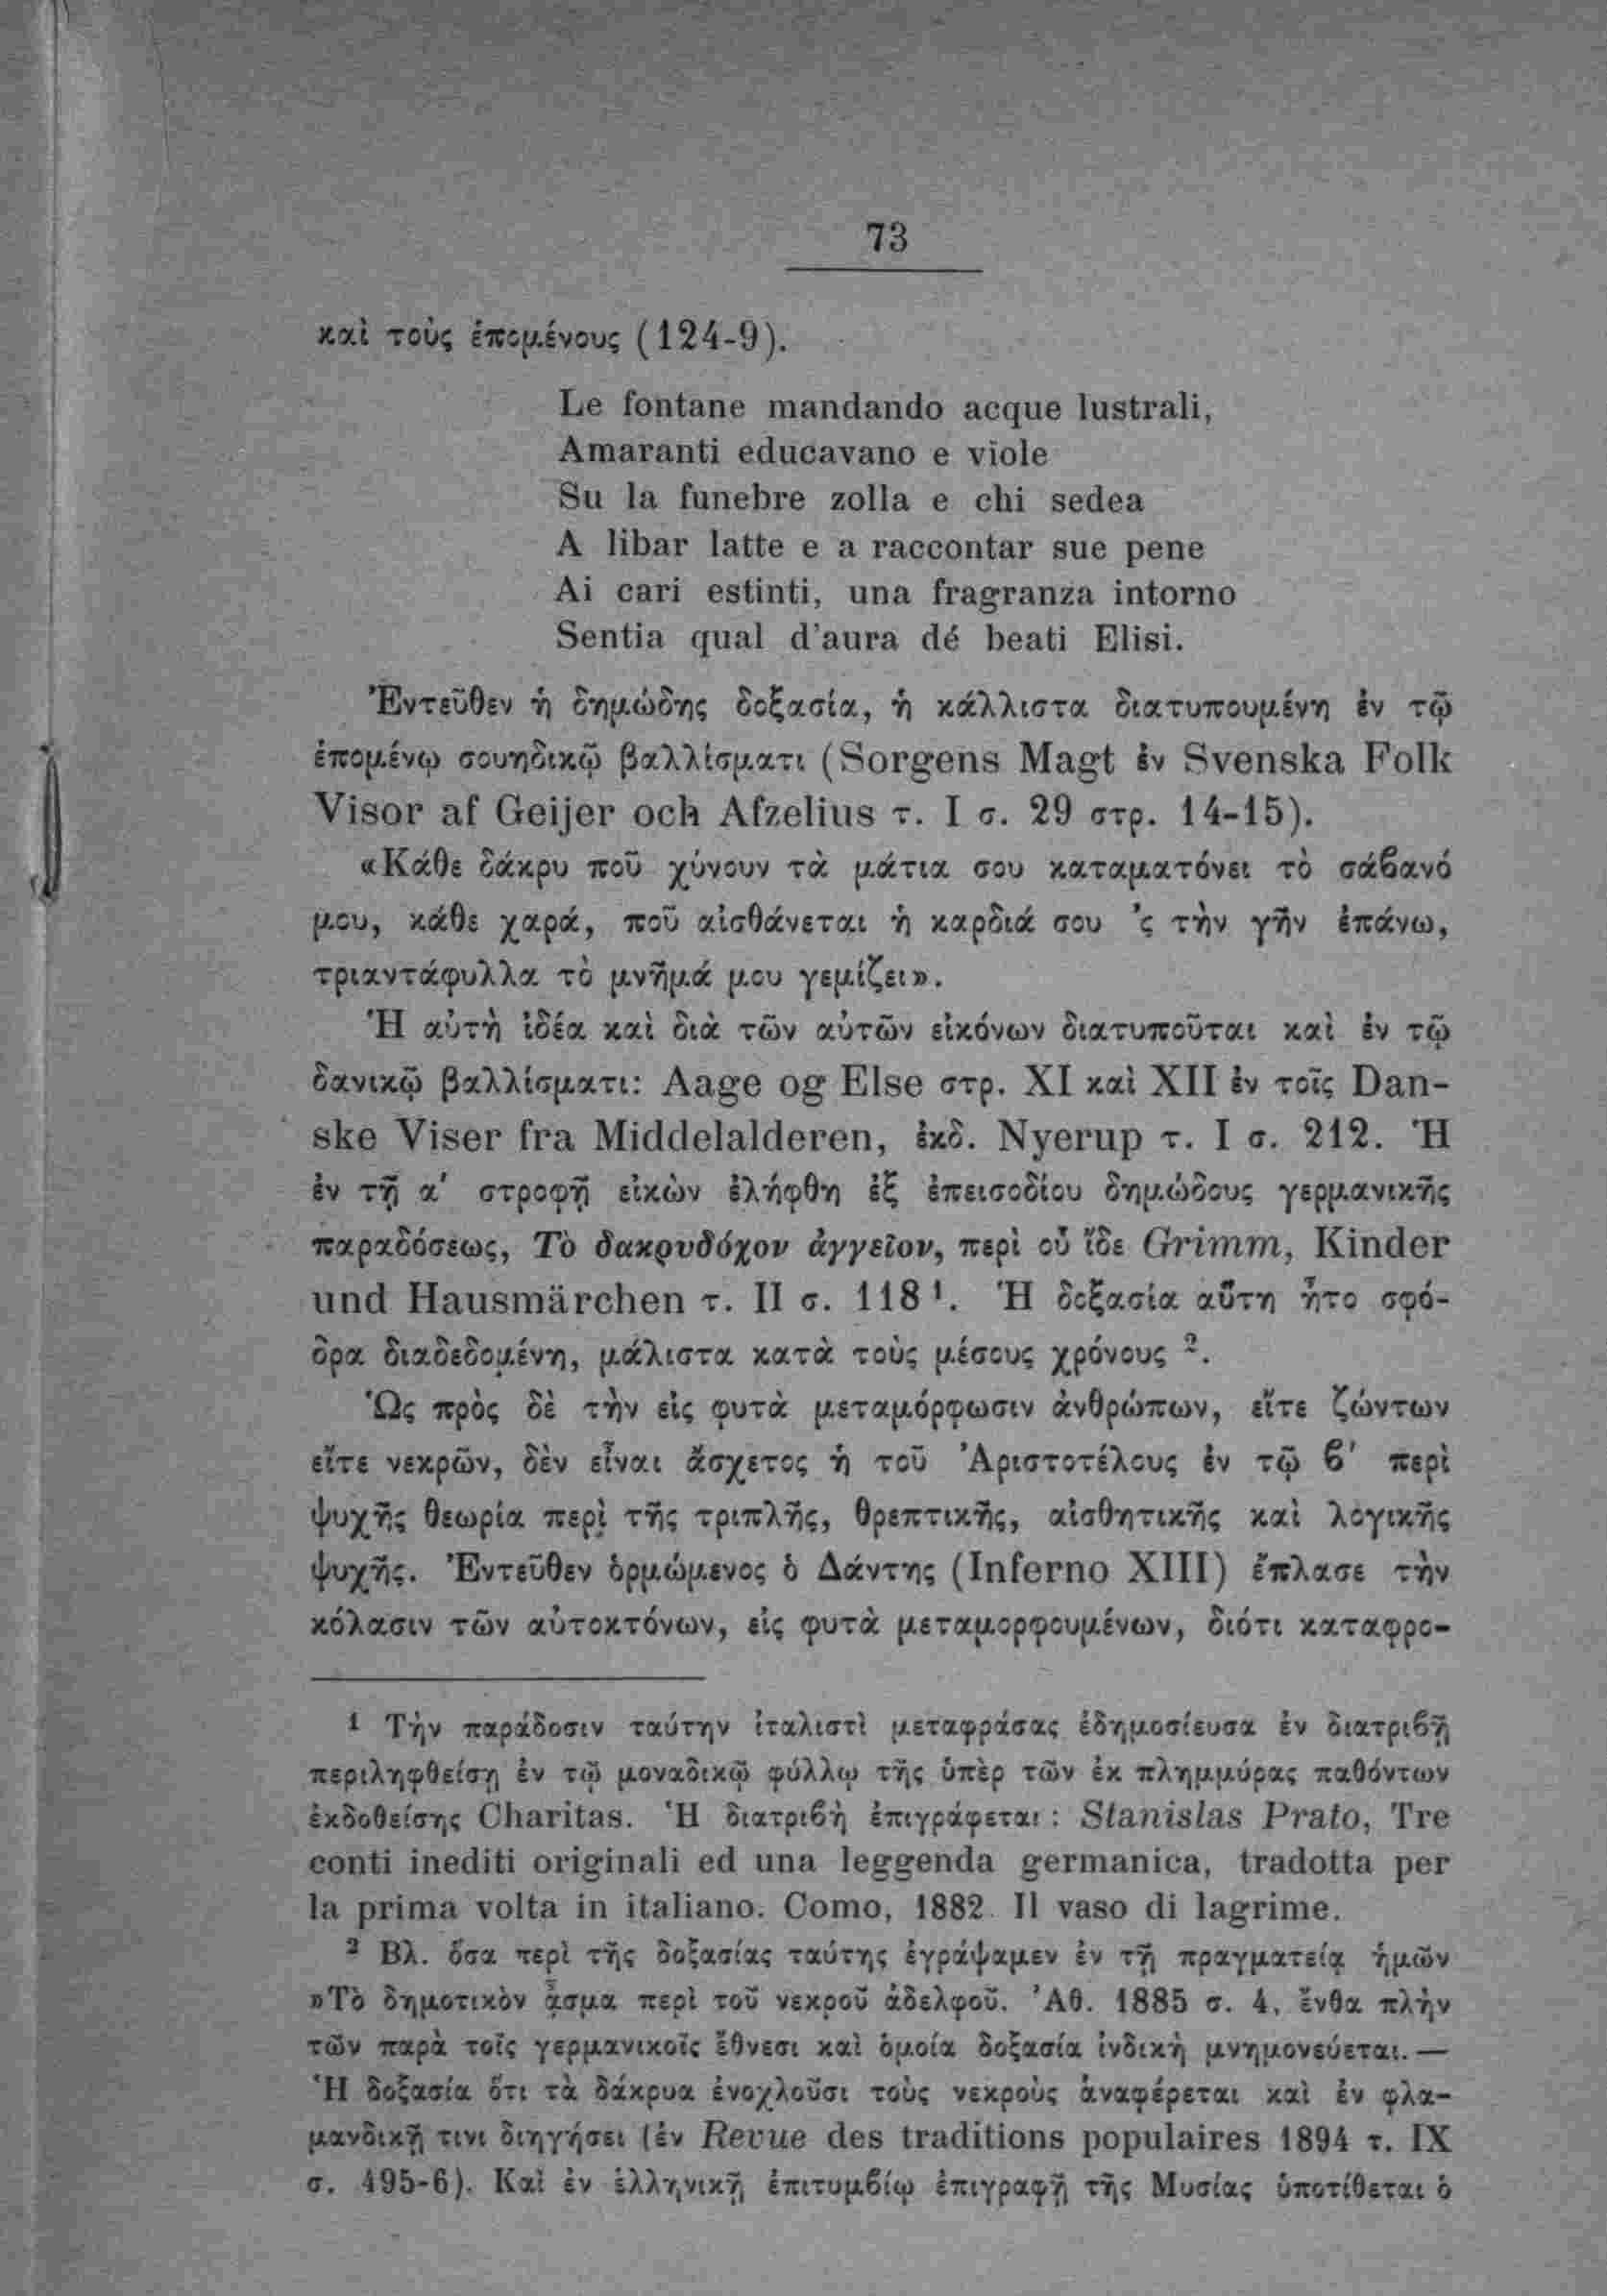 73
καὶ τοὺς ἑπομένους (124-9).
Le fontane mandando acque lustrali,
Amaranti educavano e viole
Su la funebre zolla e chi sedea
A libar latte e a raccontar sue pene
Ai cari estinti, una fragranza intorno
Sentia qual d'aura dé beati Elisi.
Ἐντεῦθεν ἡ δημώδης δοξασία, ἡ κάλλιστα διατυπουμένη ἐν τῷ
ἑπομένῳ σουηδικῷ βαλλίσματι (Sorgens Magt ἐν Svenska Folk
Visor af Geijer och Afzelius τ. I σ. 29 στρ. 14-15).
«Κάθε δάκρυ ποῦ χύνουν τὰ μάτια σου καταματόνει τὸ σάϐανό
μου, κάθε χαρά, ποῦ αἰσθάνεται ἡ καρδιά σου 'ς τὴν γῆν ἐπάνω,
τριαντάφυλλα τὸ μνῆμά μου γεμίζει».
Ἡ αὐτὴ ἰδέα καὶ διὰ τῶν αὐτῶν εἰκόνων διατυποῦται καὶ ἐν τῷ
δανικῷ βαλλίσματι: Aage og Else στρ. XI καὶ XII ἐν τοῖς Dan-
ske Viser fra Middelalderen, ἐκδ. Nyerup τ. I σ. 212. Ἡ
ἐν τῇ α' στροφῇ εἰκὼν ἐλήφθη ἐξ ἐπεισοδίου δημώδους γερμανικῆς
παραδόσεως, Τὸ δακρυδόχον ἀγγεῖον, περὶ οὗ ἴδε Grimm, Kinder
und Hausmärchen τ. II σ. 118 ¹. Ἡ δοξασία αὕτη ἦτο σφό-
δρα διαδεδομένη, μάλιστα κατὰ τοὺς μέσους χρόνους ².
Ὡς πρὸς δὲ τὴν εἰς φυτὰ μεταμόρφωσιν ἀνθρώπων, εἴτε ζώντων
εἴτε νεκρῶν, δὲν εἶναι ἄσχετος ἡ τοῦ Ἀριστοτέλους ἐν τῷ ϐ' περὶ
ψυχῆς θεωρία περὶ τῆς τριπλῆς, θρεπτικῆς, αἰσθητικῆς καὶ λογικῆς
ψυχῆς. Ἐντεῦθεν ὁρμώμενος ὁ Δάντης (Inferno XIII) ἔπλασε τὴν
κόλασιν τῶν αὐτοκτόνων, εἰς φυτὰ μεταμορφουμένων, διότι καταφρο-
¹ Τὴν παράδοσιν ταύτην ἰταλιστὶ μεταφράσας ἐδημοσίευσα ἐν διατριϐῇ
περιληφθείσῃ ἐν τῷ μοναδικῷ φύλλῳ τῆς ὑπὲρ τῶν ἐκ πλημμύρας παθόντων
ἐκδοθείσης Charitas. Ἡ διατριϐὴ ἐπιγράφεται: Stanislas Prato, Tre
conti inediti originali ed una leggenda germanica, tradotta per
la prima volta in italiano. Como, 1882. Il vaso di lagrime.
² Βλ. ὅσα περὶ τῆς δοξασίας ταύτης ἐγράψαμεν ἐν τῇ πραγματείᾳ ἡμῶν
»Τὸ δημοτικὸν ᾆσμα περὶ τοῦ νεκροῦ ἀδελφοῦ. Ἀθ. 1885 σ. 4, ἔνθα πλὴν
τῶν παρὰ τοῖς γερμανικοῖς ἔθνεσι καὶ ὁμοία δοξασία ἰνδικὴ μνημονεύεται.—
Ἡ δοξασία ὅτι τὰ δάκρυα ἐνοχλοῦσι τοὺς νεκροὺς ἀναφέρεται καὶ ἐν φλα-
μανδικῇ τινι διηγήσει (ἐν Revue des traditions populaires 1894 τ. IX
σ. 495-6). Καὶ ἐν ἑλληνικῇ ἐπιτυμϐίῳ ἐπιγραφῇ τῆς Μυσίας ὑποτίθεται ὁ